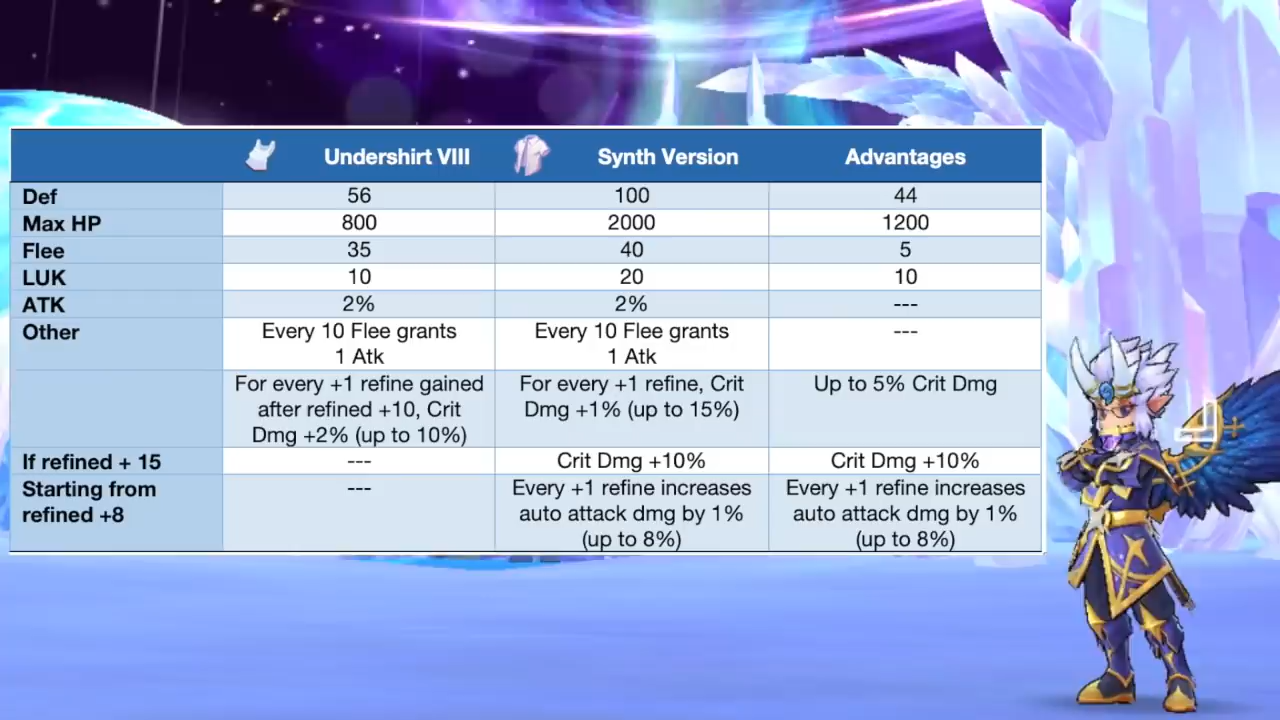 Undershirt VIII Synth Version Advantages
Def 56 100 44
Max HP 800 2000 1200
Flee 35 40 5
LUK 10 20 10
ATK 2% 2% ---
Other Every 10 Flee grants Every 10 Flee grants ---
1 Atk 1 Atk
For every +1 refine gained For every +1 refine, Crit Up to 5% Crit Dmg
after refined +10, Crit Dmg +1% (up to 15%)
Dmg +2% (up to 10%)
If refined + 15 --- Crit Dmg +10% Crit Dmg +10%
Starting from --- Every +1 refine increases Every +1 refine increases
refined +8 auto attack dmg by 1% auto attack dmg by 1%
(up to 8%) (up to 8%)